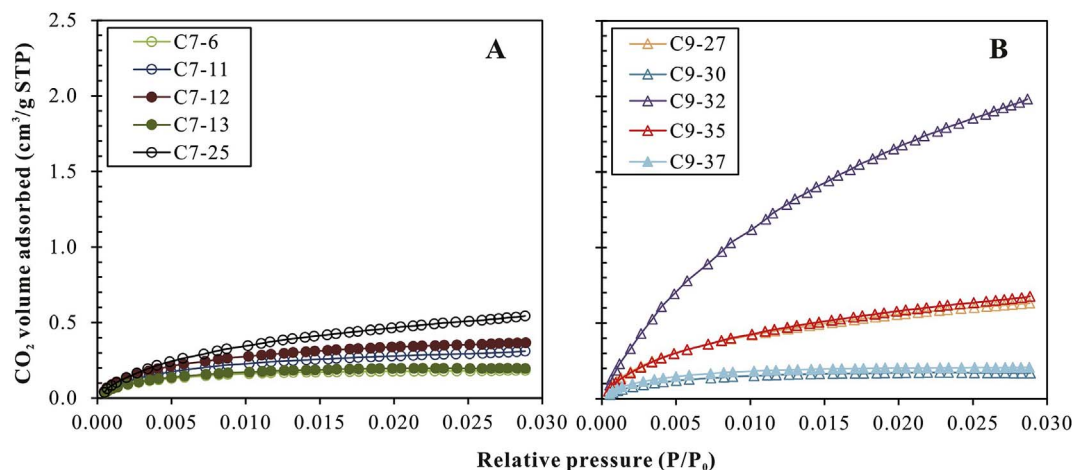 CO₂ volume adsorbed (cm³/g STP)
2.5
2.0
1.5
1.0
0.5
0.0
C7-6
C7-11
C7-12
C7-13
C7-25
A
0.000 0.005 0.010 0.015 0.020 0.025 0.030
C9-27
C9-30
C9-32
C9-35
C9-37
B
0.000 0.005 0.010 0.015 0.020 0.025 0.030
Relative pressure (P/P₀)